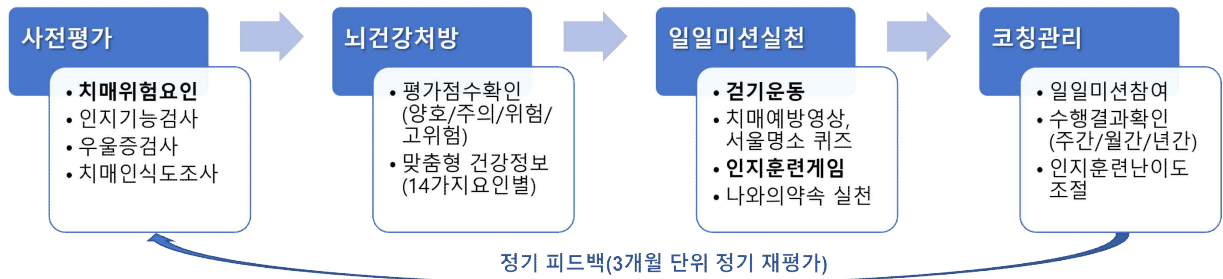 사전평가
• 치매위험요인
• 인지기능검사
• 우울증검사
• 치매인식도조사
뇌건강처방
• 평가점수확인
(양호/주의/위험/
고위험)
• 맞춤형 건강정보
(14가지요인별)
일일미션실천
• 걷기운동
• 치매예방영상,
서울명소 퀴즈
• 인지훈련게임
• 나와의약속 실천
코칭관리
• 일일미션참여
• 수행결과확인
(주간/월간/년간)
• 인지훈련난이도
조절
정기 피드백(3개월 단위 정기 재평가)